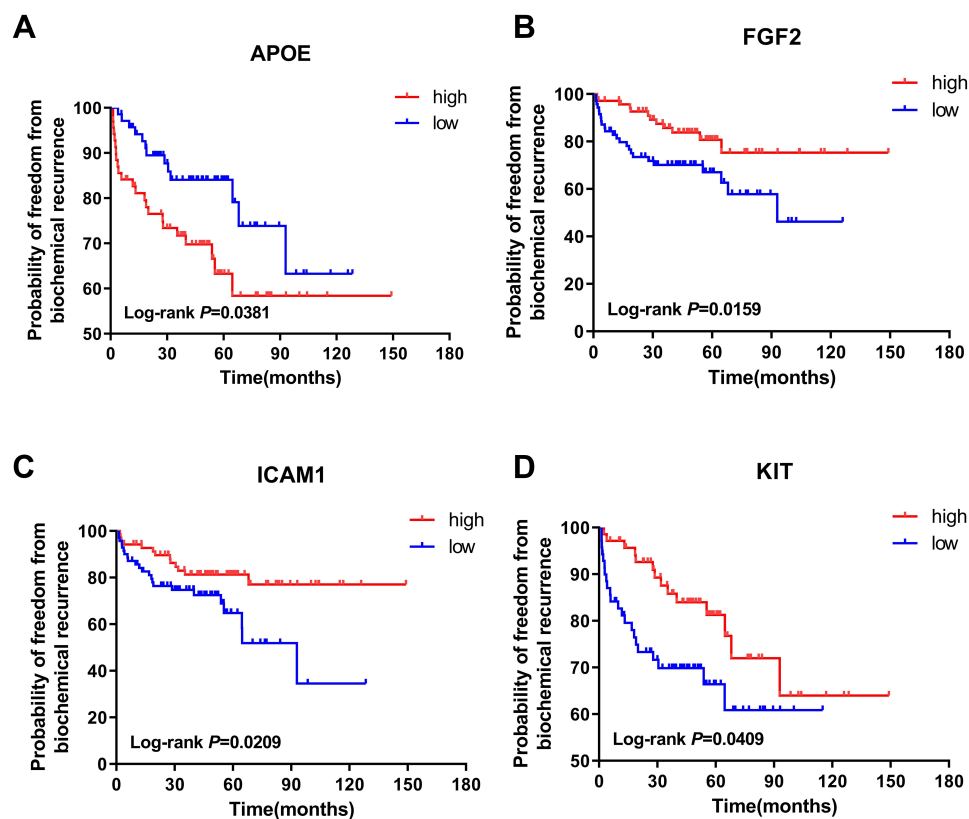 A
APOE
high
low
Probability of freedom from
biochemical recurrence
100
90
80
70
60
50
Log-rank P=0.0381
0 30 60 90 120 150 180
Time(months)
B
FGF2
high
low
Probability of freedom from
biochemical recurrence
100
80
60
40
20
0
Log-rank P=0.0159
0 30 60 90 120 150 180
Time(months)
C
ICAM1
high
low
Probability of freedom from
biochemical recurrence
100
80
60
40
20
0
Log-rank P=0.0209
0 30 60 90 120 150 180
Time(months)
D
KIT
high
low
Probability of freedom from
biochemical recurrence
100
90
80
70
60
50
Log-rank P=0.0409
0 30 60 90 120 150 180
Time(months)